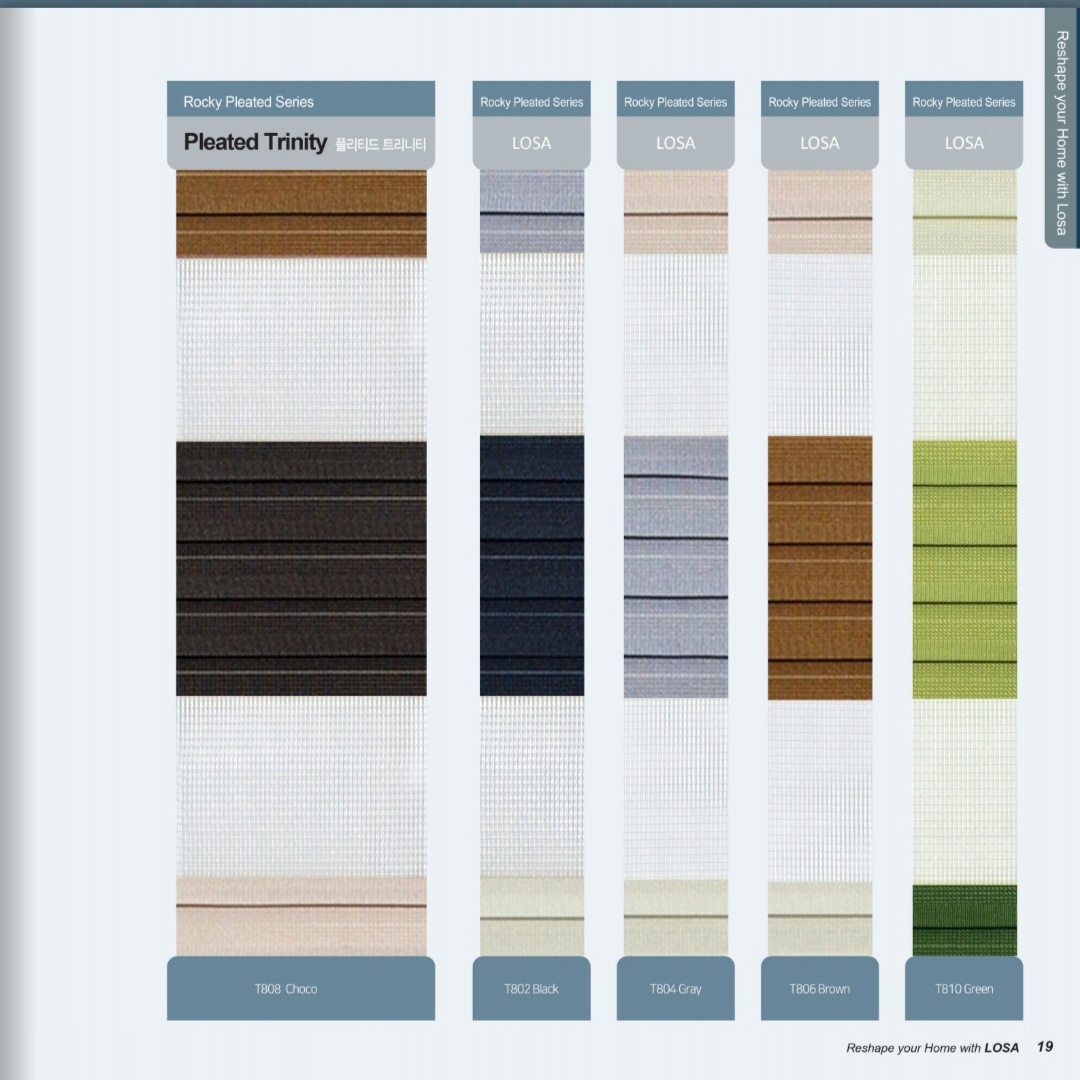 Reshape your Home with Losa
Rocky Pleated Series
Pleated Trinity 플리티드 트리니티
Rocky Pleated Series
LOSA
Rocky Pleated Series
LOSA
Rocky Pleated Series
LOSA
Rocky Pleated Series
LOSA
T808 Choco
T802 Black
T804 Gray
T806 Brown
T810 Green
Reshape your Home with LOSA 19